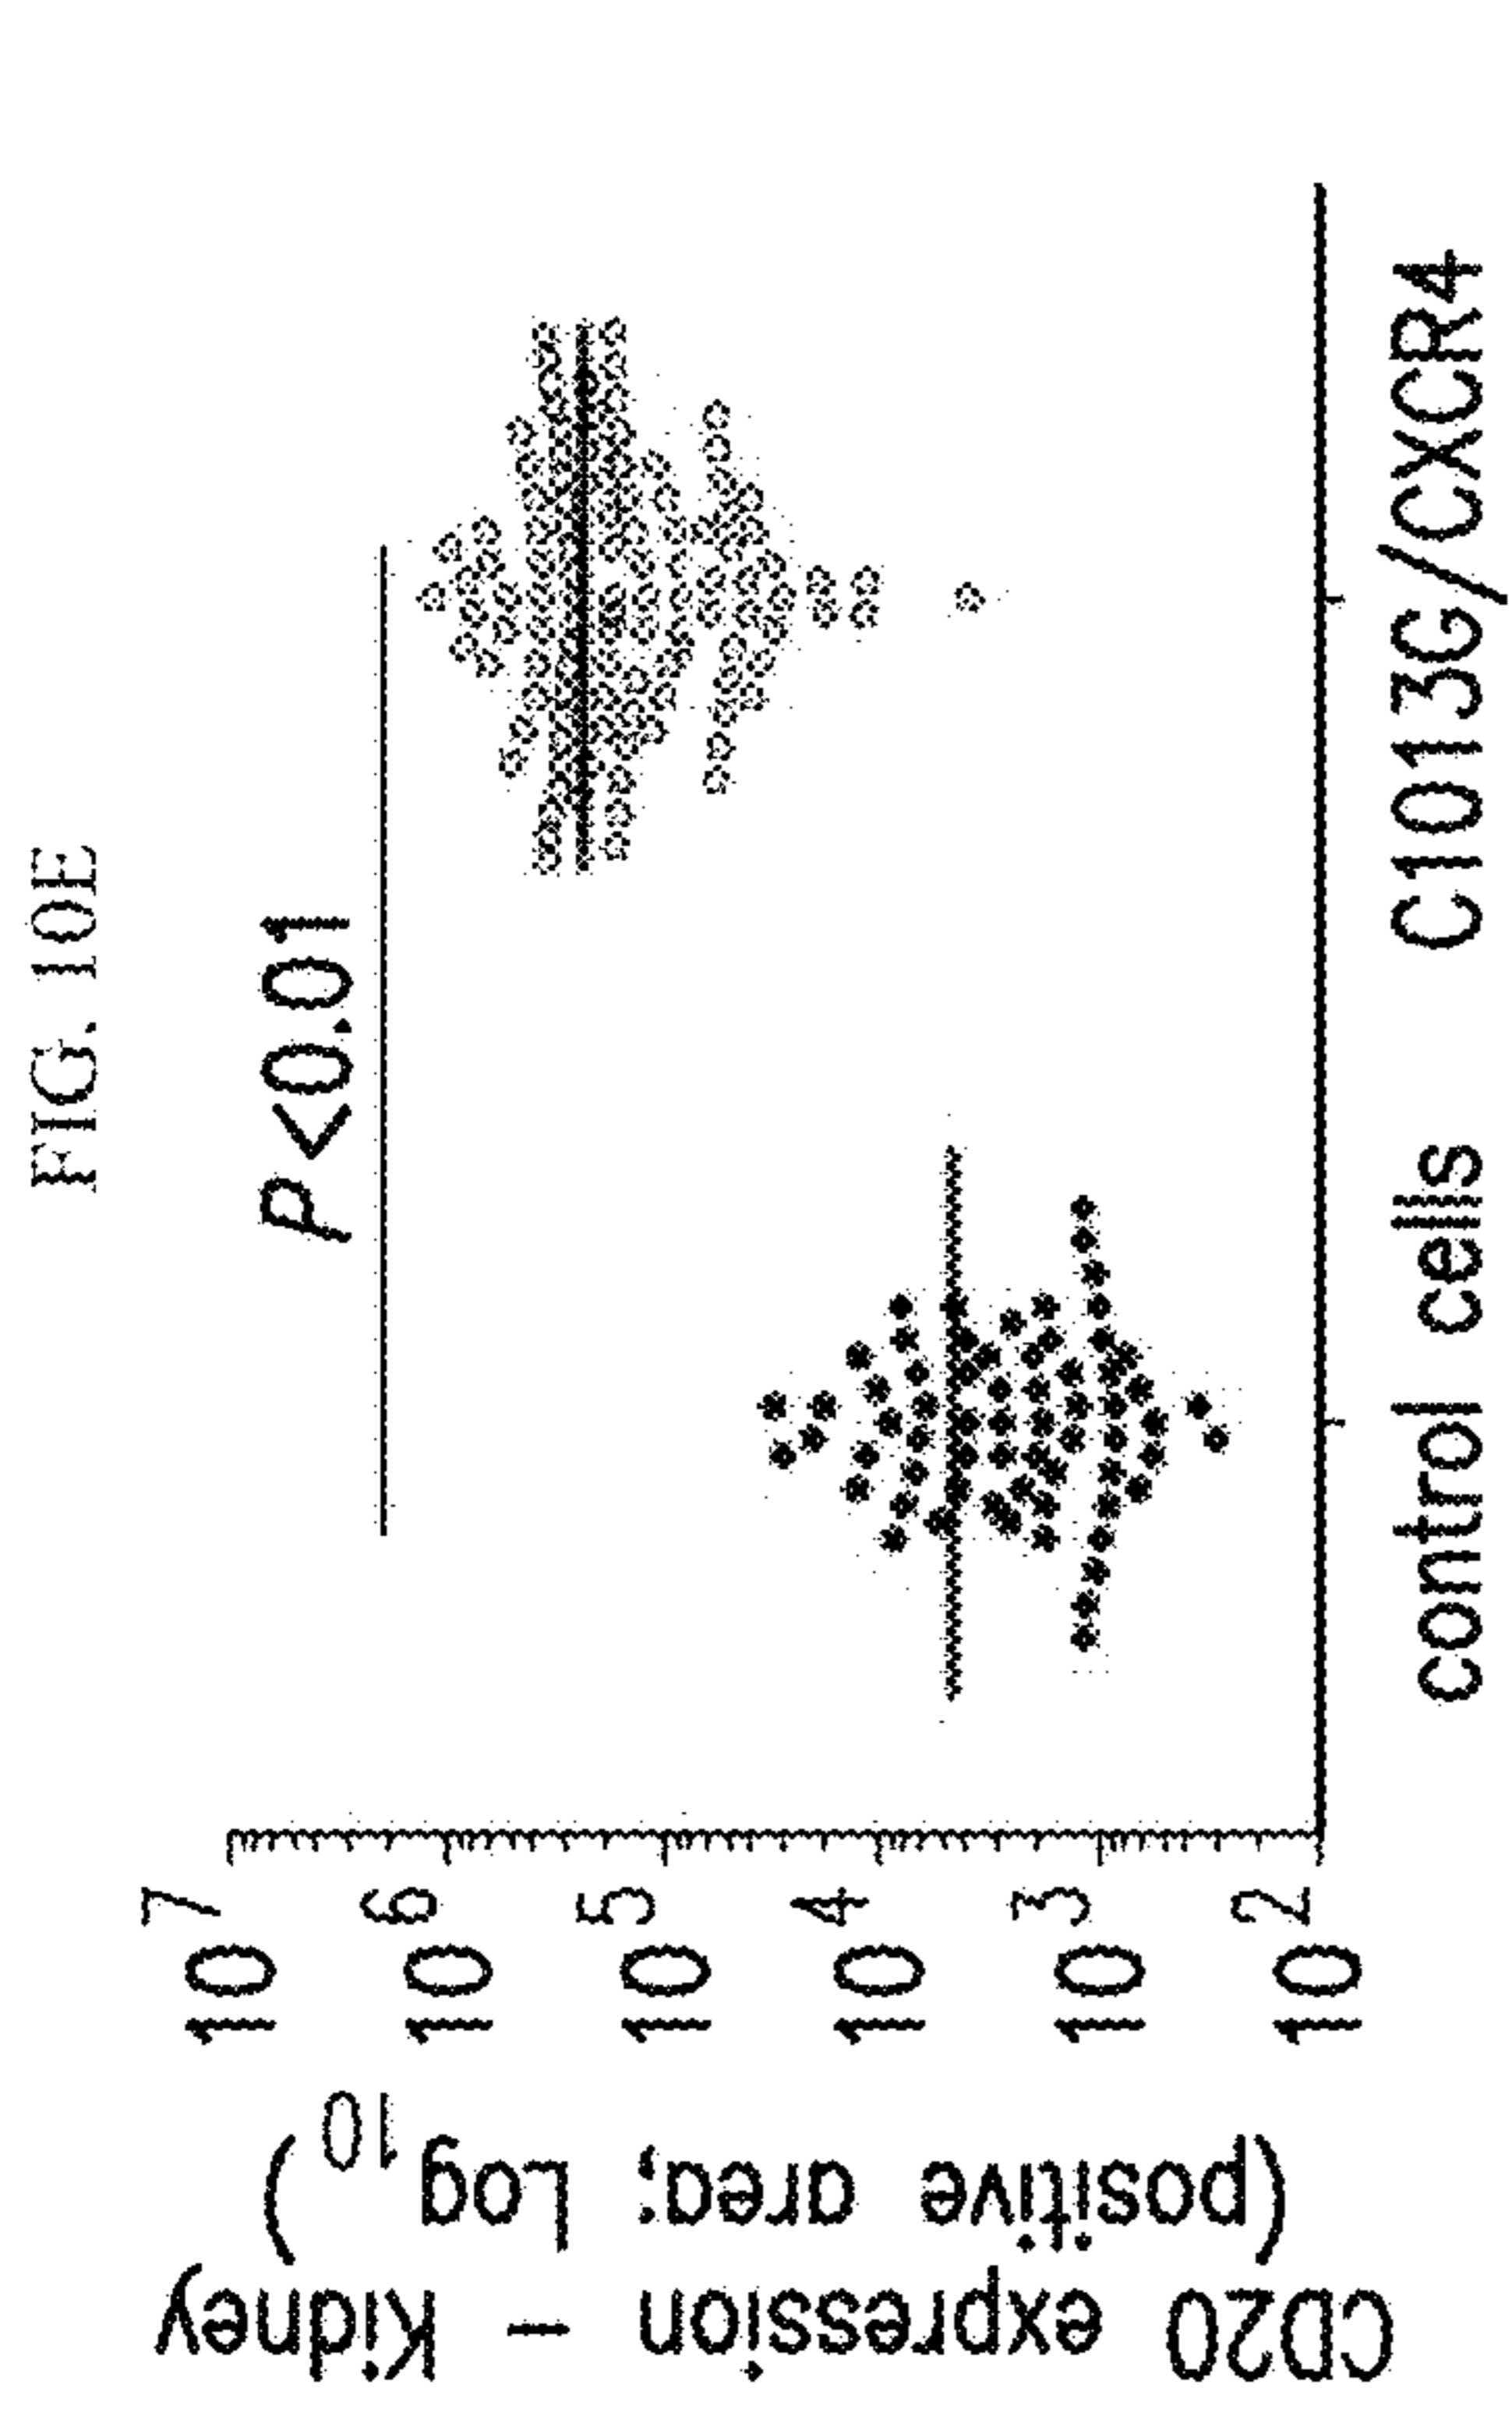 FIG. 10E
CD20 expression – Kidney
(positive area; Log10)
10^7
10^6
10^5
10^4
10^3
10^2
P<0.01
control cells
C1013G/CXCR4